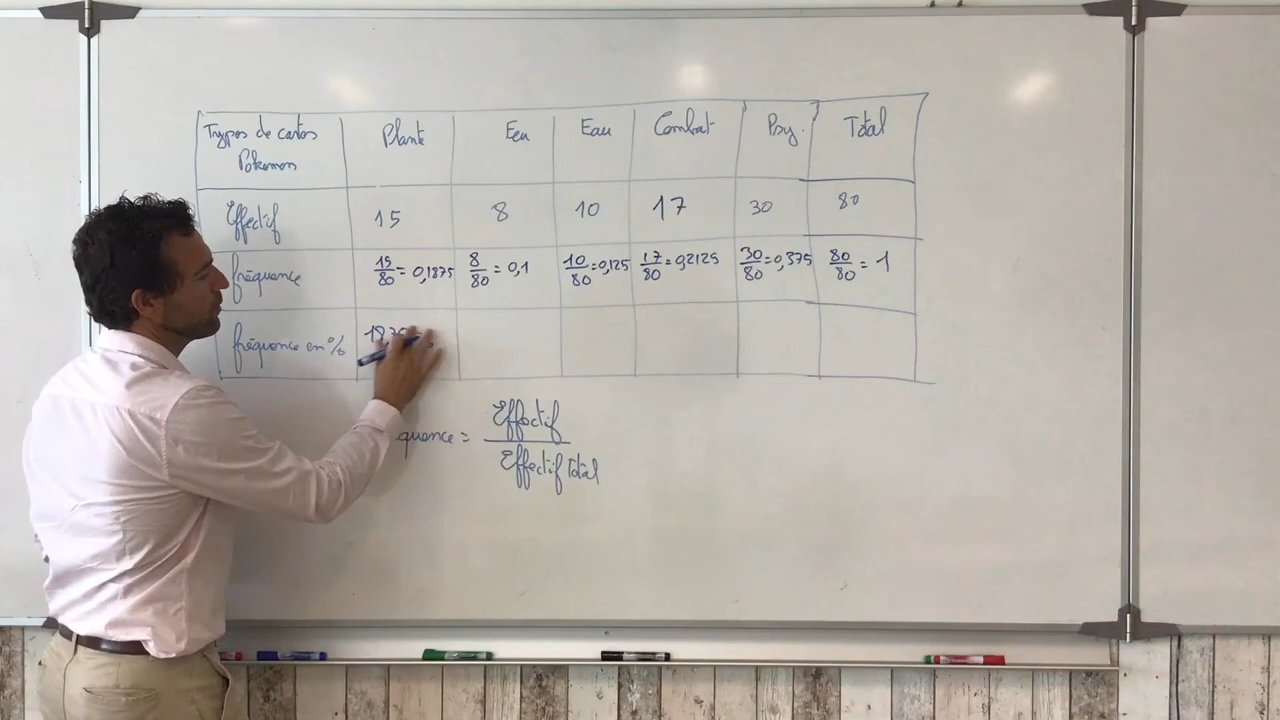 Types de cartes Pokemon Plante Feu Eau Combat Psy. Total
Effectif 15 8 10 17 30 80
fréquence 15/80 = 0,1875 8/80 = 0,1 10/80 = 0,125 17/80 = 0,2125 30/80 = 0,375 80/80 = 1
fréquence en %
quence = Effectif
Effectif Total